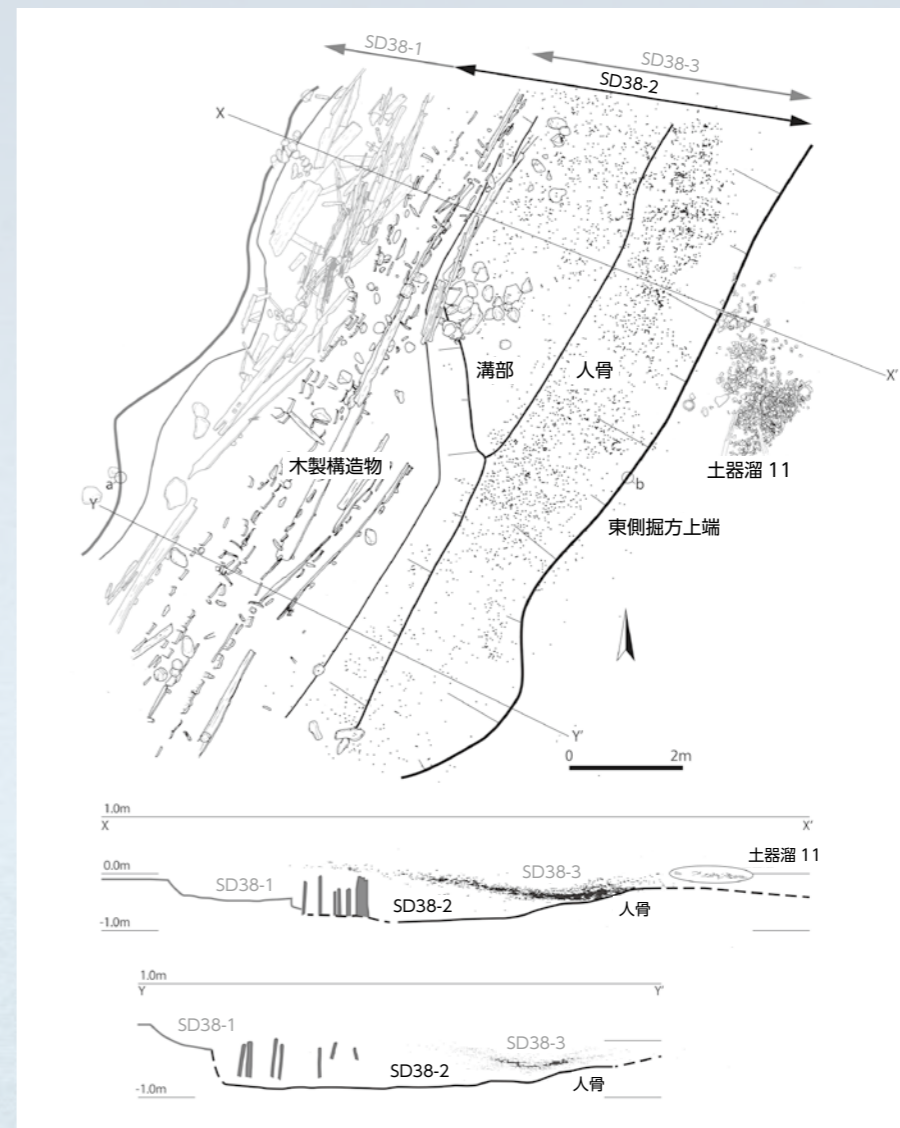 SD38-1
SD38-3
SD38-2
X
X'
溝部
人骨
木製構造物
土器溜 11
a
b
Y
東側掘方上端
Y'
0 2m
1.0m
X X'
土器溜 11
0.0m
SD38-1
SD38-3
SD38-2
人骨
-1.0m
1.0m
Y Y'
SD38-1
SD38-3
SD38-2
人骨
-1.0m